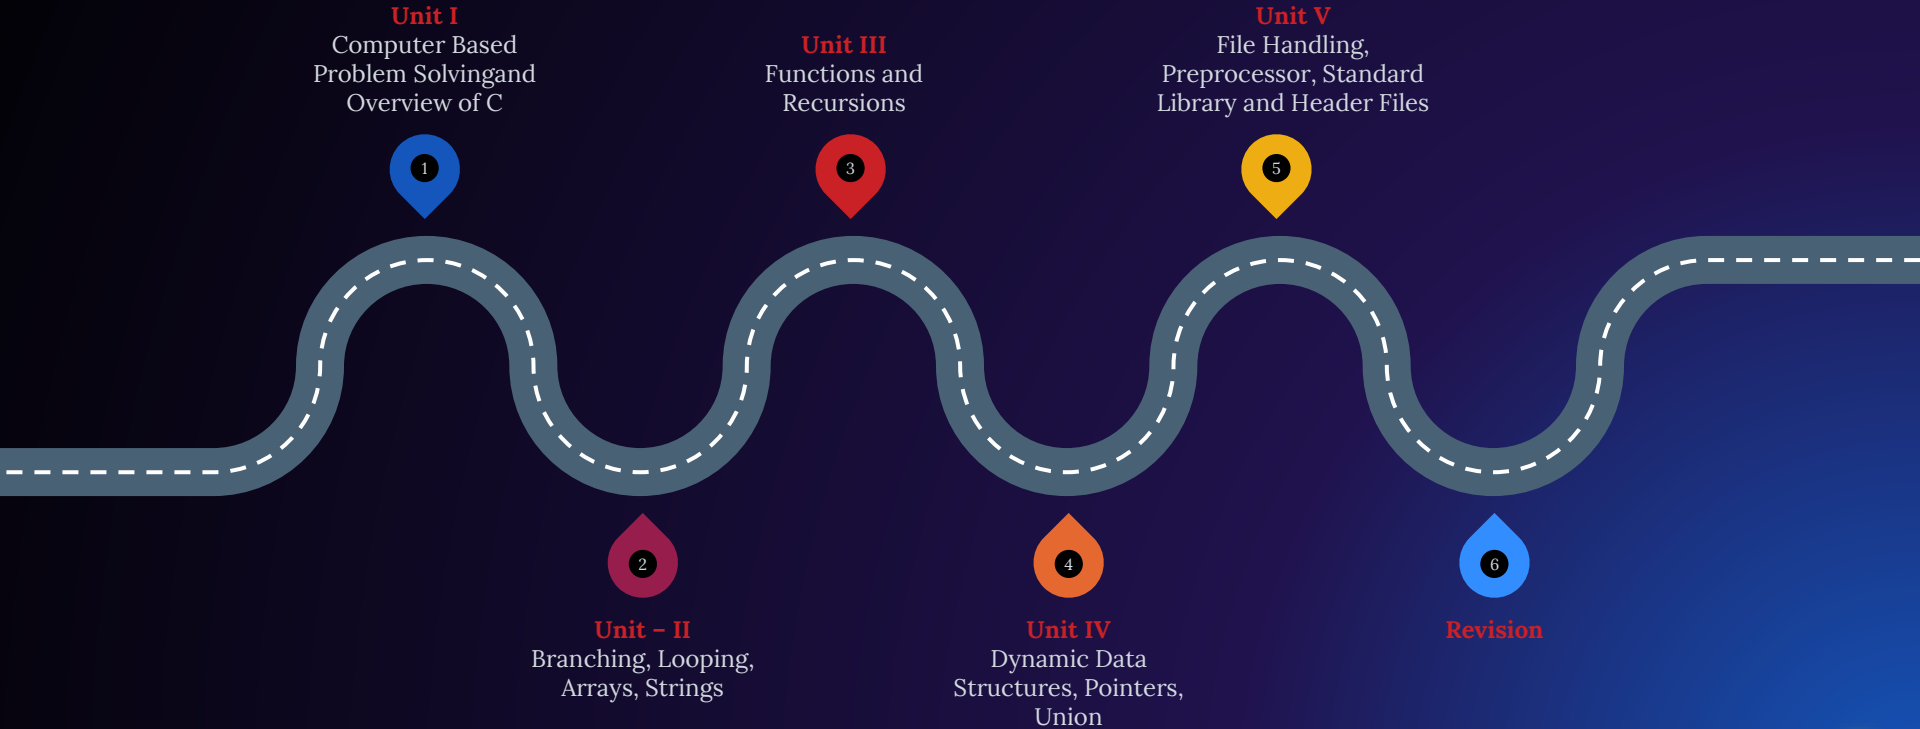 Unit I
Computer Based
Problem Solvingand
Overview of C
1
Unit – II
Branching, Looping,
Arrays, Strings
2
Unit III
Functions and
Recursions
3
Unit IV
Dynamic Data
Structures, Pointers,
Union
4
Unit V
File Handling,
Preprocessor, Standard
Library and Header Files
5
Revision
6